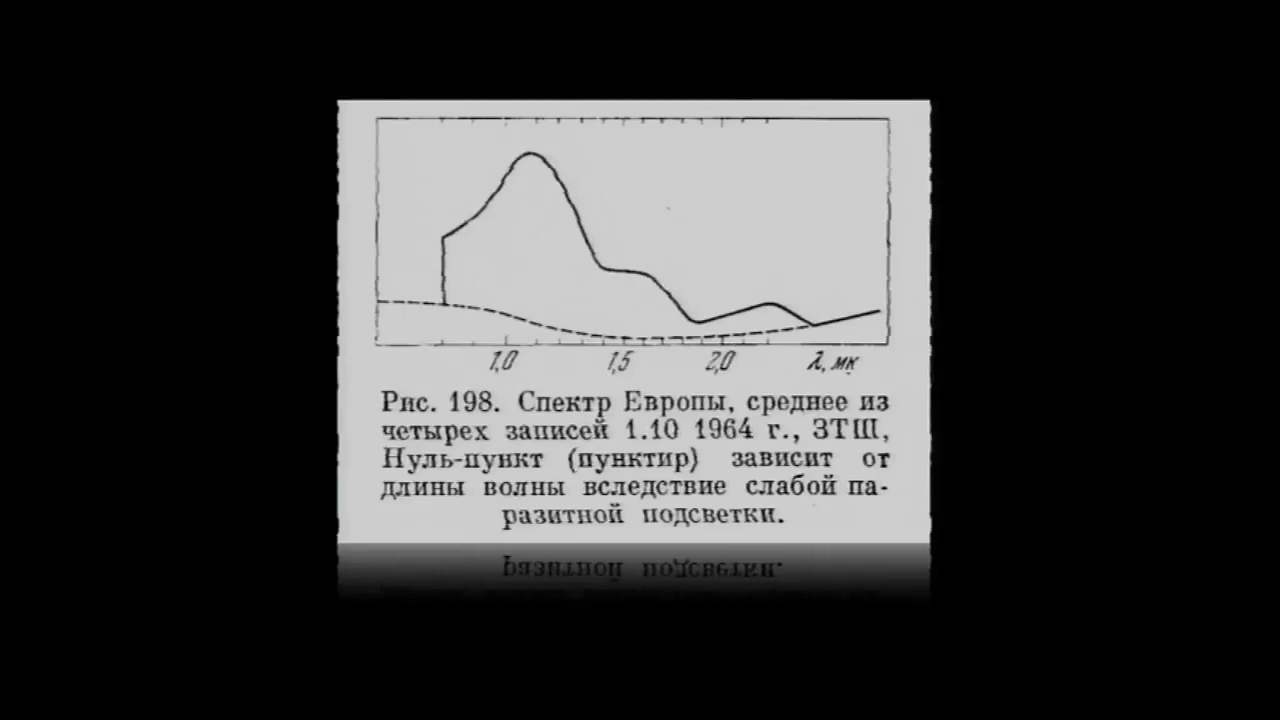 1,0 1,5 2,0 λ, мк
Рис. 198. Спектр Европы, среднее из
четырех записей 1.10 1964 г., ЗТШ,
Нуль-пункт (пунктир) зависит от
длины волны вследствие слабой па-
разитной подсветки.